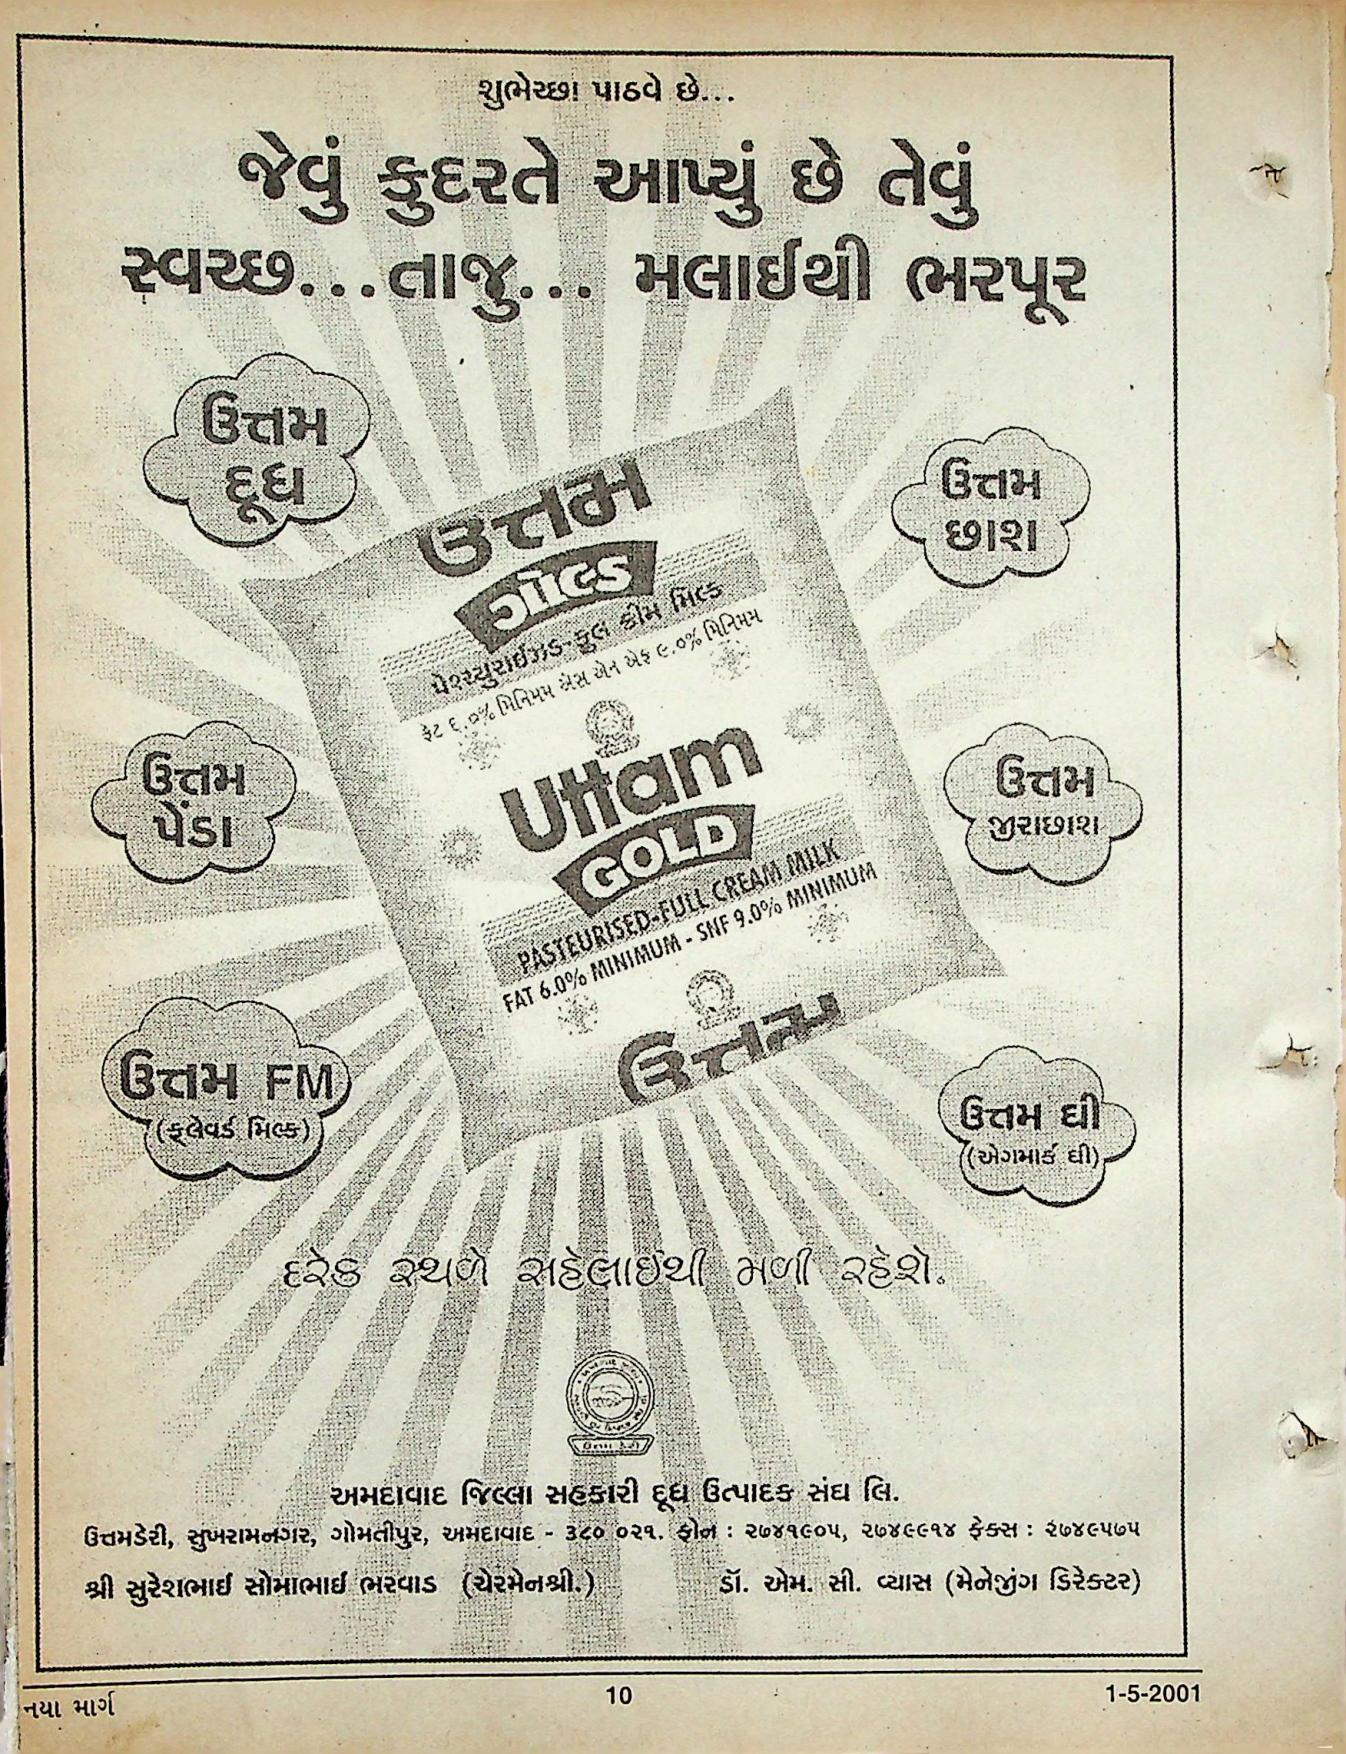 શુભેચ્છા પાઠવે છે...
જેવું કુદરતે આપ્યું છે તેવું
સ્વચ્છ...તાજુ... મલાઈથી ભરપૂર
ઉત્તમ
દૂધ
ઉત્તમ
છાશ
ઉત્તમ
ગોલ્ડ
પેશ્ચ્યુરાઈઝડ-ફુલ ક્રીમ મિલ્ક
ફેટ ૬.૦% મિનિમમ એસ એન એફ ૯.૦% મિનિમમ
Uttam
GOLD
PASTEURISED-FULL CREAM MILK
FAT 6.0% MINIMUM - SNF 9.0% MINIMUM
ઉત્તમ
ઉત્તમ
પેંડા
ઉત્તમ
જીરાછાશ
ઉત્તમ FM
(ફલેવર્ડ મિલ્ક)
ઉત્તમ ઘી
(એગમાર્ક ઘી)
દરેક સ્થળે સહેલાઈથી મળી રહેશે.
ઉત્તમ ડેરી
અમદાવાદ જિલ્લા સહકારી દૂધ ઉત્પાદક સંઘ લિ.
ઉત્તમડેરી, સુખરામનગર, ગોમતીપુર, અમદાવાદ - ૩૮૦ ૦૨૧. ફોન : ૨૭૪૧૯૦૫, ૨૭૪૯૯૧૪ ફેક્સ : ૨૭૪૯૫૭૫
શ્રી સુરેશભાઈ સોમાભાઈ ભરવાડ (ચેરમેનશ્રી.) ડૉ. એમ. સી. વ્યાસ (મેનેજીંગ ડિરેક્ટર)
નયા માર્ગ 10 1-5-2001